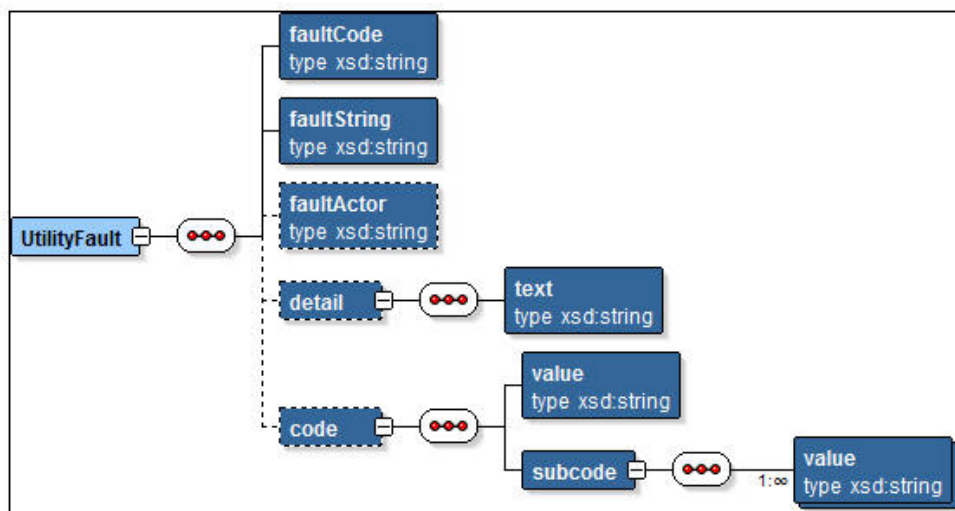 faultCode
type xsd:string
faultString
type xsd:string
faultActor
type xsd:string
UtilityFault
detail
text
type xsd:string
value
type xsd:string
code
subcode
1:∞
value
type xsd:string